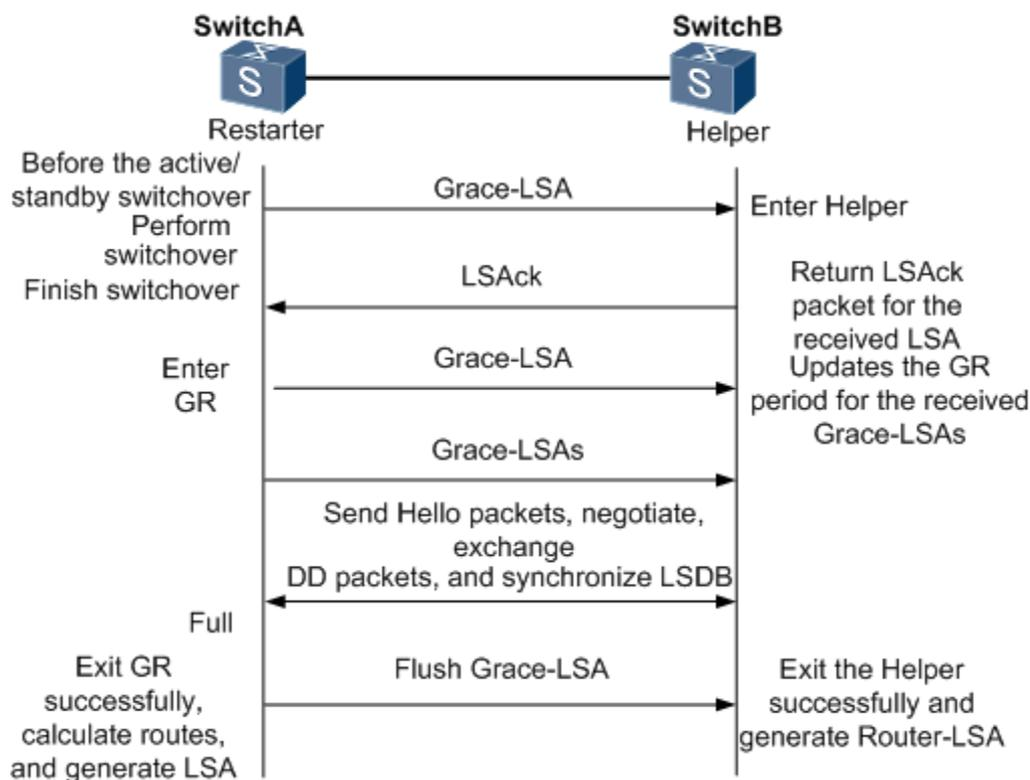 SwitchA
SwitchB
S
S
Restarter
Helper
Before the active/
standby switchover
Grace-LSA
Enter Helper
Perform
switchover
Finish switchover
LSAck
Return LSAck
packet for the
received LSA
Enter
GR
Grace-LSA
Updates the GR
period for the received
Grace-LSAs
Grace-LSAs
Send Hello packets, negotiate,
exchange
DD packets, and synchronize LSDB
Full
Exit GR
successfully,
calculate routes,
and generate LSA
Flush Grace-LSA
Exit the Helper
successfully and
generate Router-LSA